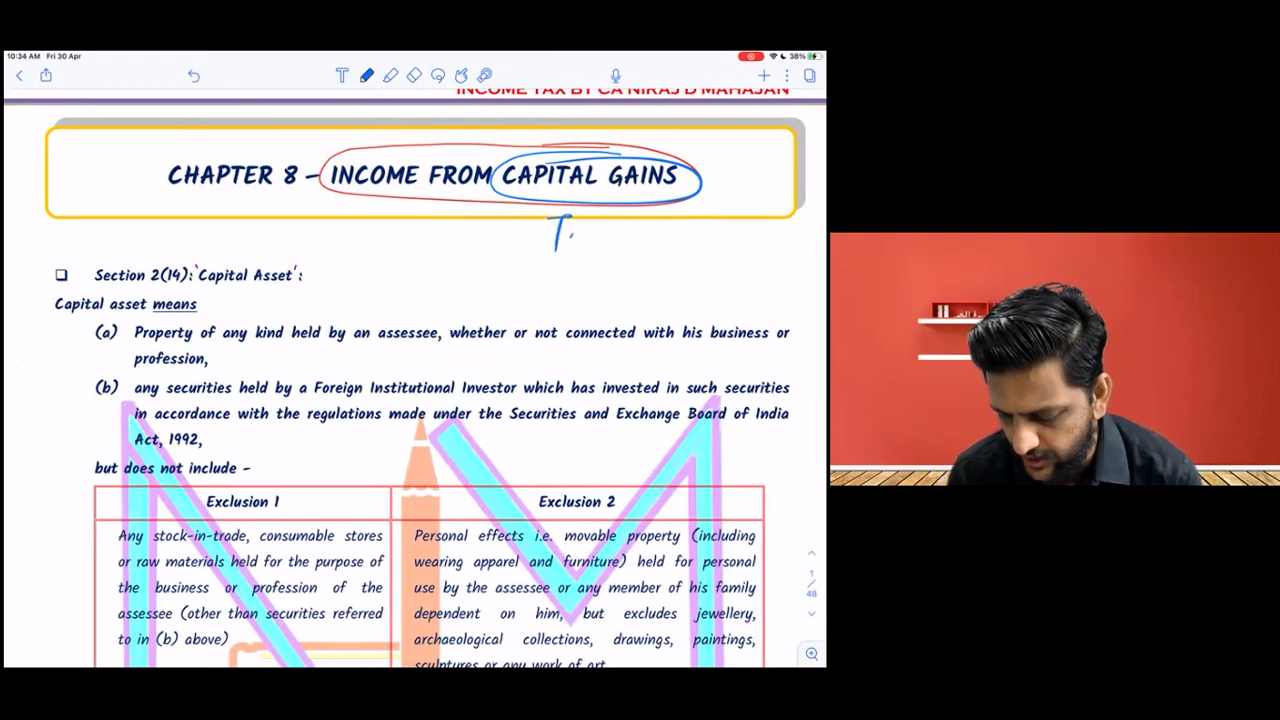 10:34 AM Fri 30 Apr
38%
INCOME TAX BY CA NIRAJ D MAHAJAN
CHAPTER 8 – INCOME FROM CAPITAL GAINS
T.
❑ Section 2(14): 'Capital Asset':
Capital asset means
(a) Property of any kind held by an assessee, whether or not connected with his business or
profession,
(b) any securities held by a Foreign Institutional Investor which has invested in such securities
in accordance with the regulations made under the Securities and Exchange Board of India
Act, 1992,
but does not include –
Exclusion 1
Any stock-in-trade, consumable stores
or raw materials held for the purpose of
the business or profession of the
assessee (other than securities referred
to in (b) above)
Exclusion 2
Personal effects i.e. movable property (including
wearing apparel and furniture) held for personal
use by the assessee or any member of his family
dependent on him, but excludes jewellery,
archaeological collections, drawings, paintings,
sculptures or any work of art
1
/
48